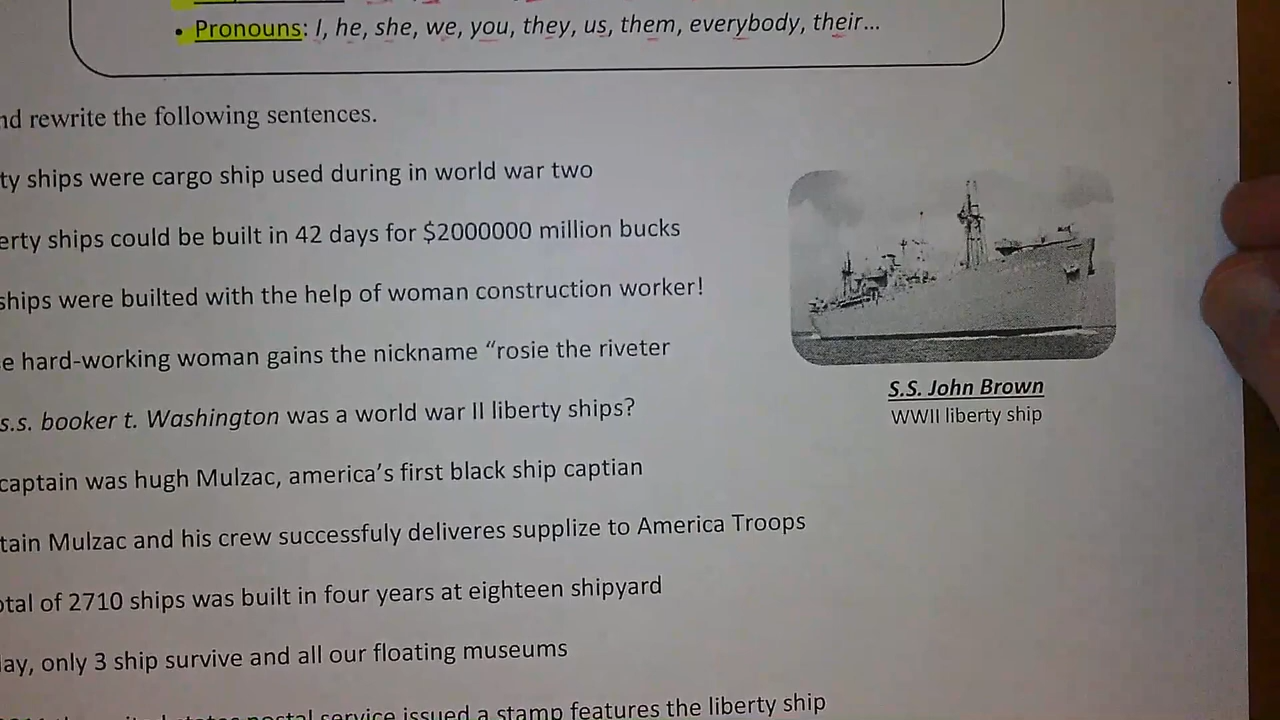 • Pronouns: I, he, she, we, you, they, us, them, everybody, their...
nd rewrite the following sentences.
ty ships were cargo ship used during in world war two
erty ships could be built in 42 days for $2000000 million bucks
ships were builted with the help of woman construction worker!
e hard-working woman gains the nickname “rosie the riveter
s.s. booker t. Washington was a world war II liberty ships?
captain was hugh Mulzac, america's first black ship captian
tain Mulzac and his crew successfuly deliveres supplize to America Troops
otal of 2710 ships was built in four years at eighteen shipyard
lay, only 3 ship survive and all our floating museums
postal service issued a stamp features the liberty ship
S.S. John Brown
WWII liberty ship